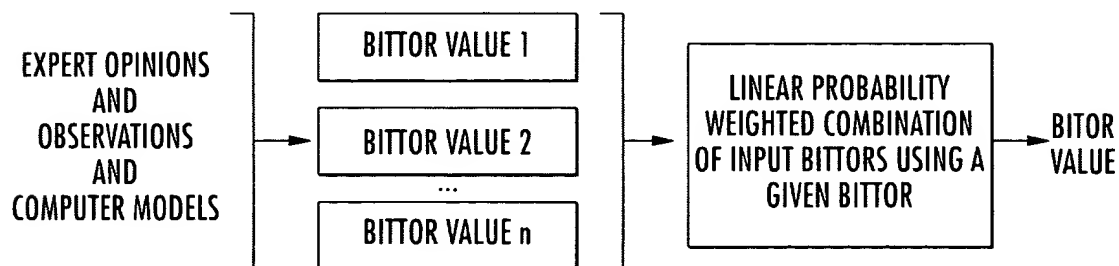 EXPERT OPINIONS
AND
OBSERVATIONS
AND
COMPUTER MODELS
BITTOR VALUE 1
BITTOR VALUE 2
...
BITTOR VALUE n
LINEAR PROBABILITY
WEIGHTED COMBINATION
OF INPUT BITTORS USING A
GIVEN BITTOR
BITOR
VALUE